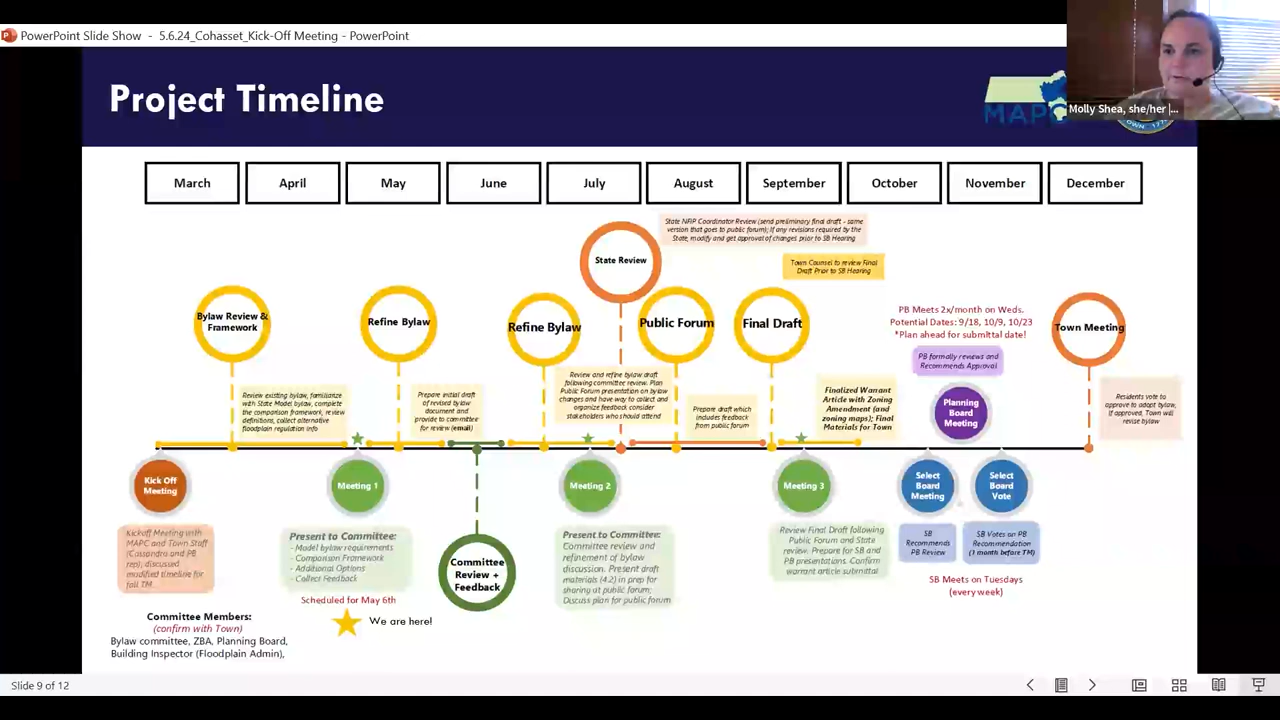 PowerPoint Slide Show - 5.6.24_Cohasset_Kick-Off Meeting - PowerPoint
Molly Shea, she/her |...
Project Timeline
MAPC
March
April
May
June
July
August
September
October
November
December
State NFIP Coordinator Review (send preliminary final draft - same
version that goes to public forum); If any revisions required by the
State, modify and get approval of changes prior to SB Hearing
State Review
Town Counsel to review Final
Draft Prior to SB Hearing
Bylaw Review &
Framework
Refine Bylaw
Refine Bylaw
Public Forum
Final Draft
PB Meets 2x/month on Weds.
Potential Dates: 9/18, 10/9, 10/23
*Plan ahead for submittal date!
Town Meeting
PB formally reviews and
Recommends Approval
Review existing bylaw, familiarize
with State Model bylaw, complete
the comparison framework, review
definitions, collect alternative
floodplain regulation info
Prepare initial draft
of revised bylaw
document and
provide to committee
for review (email)
Review and refine bylaw draft
following committee review. Plan
Public Forum presentation on bylaw
changes and have way to collect and
organize feedback consider
stakeholders who should attend
Prepare draft which
includes feedback
from public forum
Finalized Warrant
Article with Zoning
Amendment (and
zoning maps); Final
Materials for Town
Planning
Board
Meeting
Residents vote to
approve to adopt bylaw,
if approved, Town will
revise bylaw
Kick Off
Meeting
Meeting 1
Meeting 2
Meeting 3
Select
Board
Meeting
Select
Board
Vote
Kickoff Meeting with
MAPC and Town Staff
(Cassandra and PB
rep); discussed
modified timeline for
fall TM
Present to Committee:
- Model bylaw requirements
- Comparison Framework
- Additional Options
- Collect Feedback
Scheduled for May 6th
We are here!
Committee
Review +
Feedback
Present to Committee:
Committee review and
refinement of bylaw
discussion. Present draft
materials (4.2) in prep for
sharing at public forum;
Discuss plan for public forum
Review Final Draft following
Public Forum and State
review. Prepare for SB and
PB presentations. Confirm
warrant article submittal
SB
Recommends
PB Review
SB Votes on PB
Recommendation
(1 month before TM)
SB Meets on Tuesdays
(every week)
Committee Members:
(confirm with Town)
Bylaw committee, ZBA, Planning Board,
Building Inspector (Floodplain Admin),
Slide 9 of 12